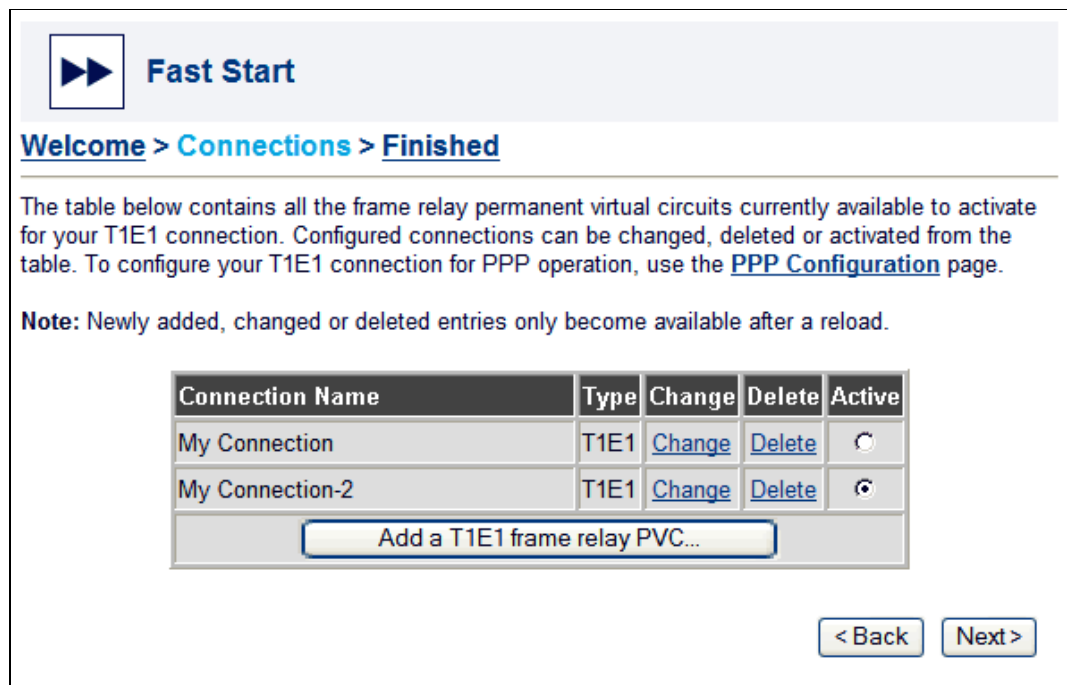 Fast Start
Welcome > Connections > Finished
The table below contains all the frame relay permanent virtual circuits currently available to activate
for your T1E1 connection. Configured connections can be changed, deleted or activated from the
table. To configure your T1E1 connection for PPP operation, use the PPP Configuration page.
Note: Newly added, changed or deleted entries only become available after a reload.
Connection Name Type Change Delete Active
My Connection T1E1 Change Delete
My Connection-2 T1E1 Change Delete
Add a T1E1 frame relay PVC...
< Back Next >